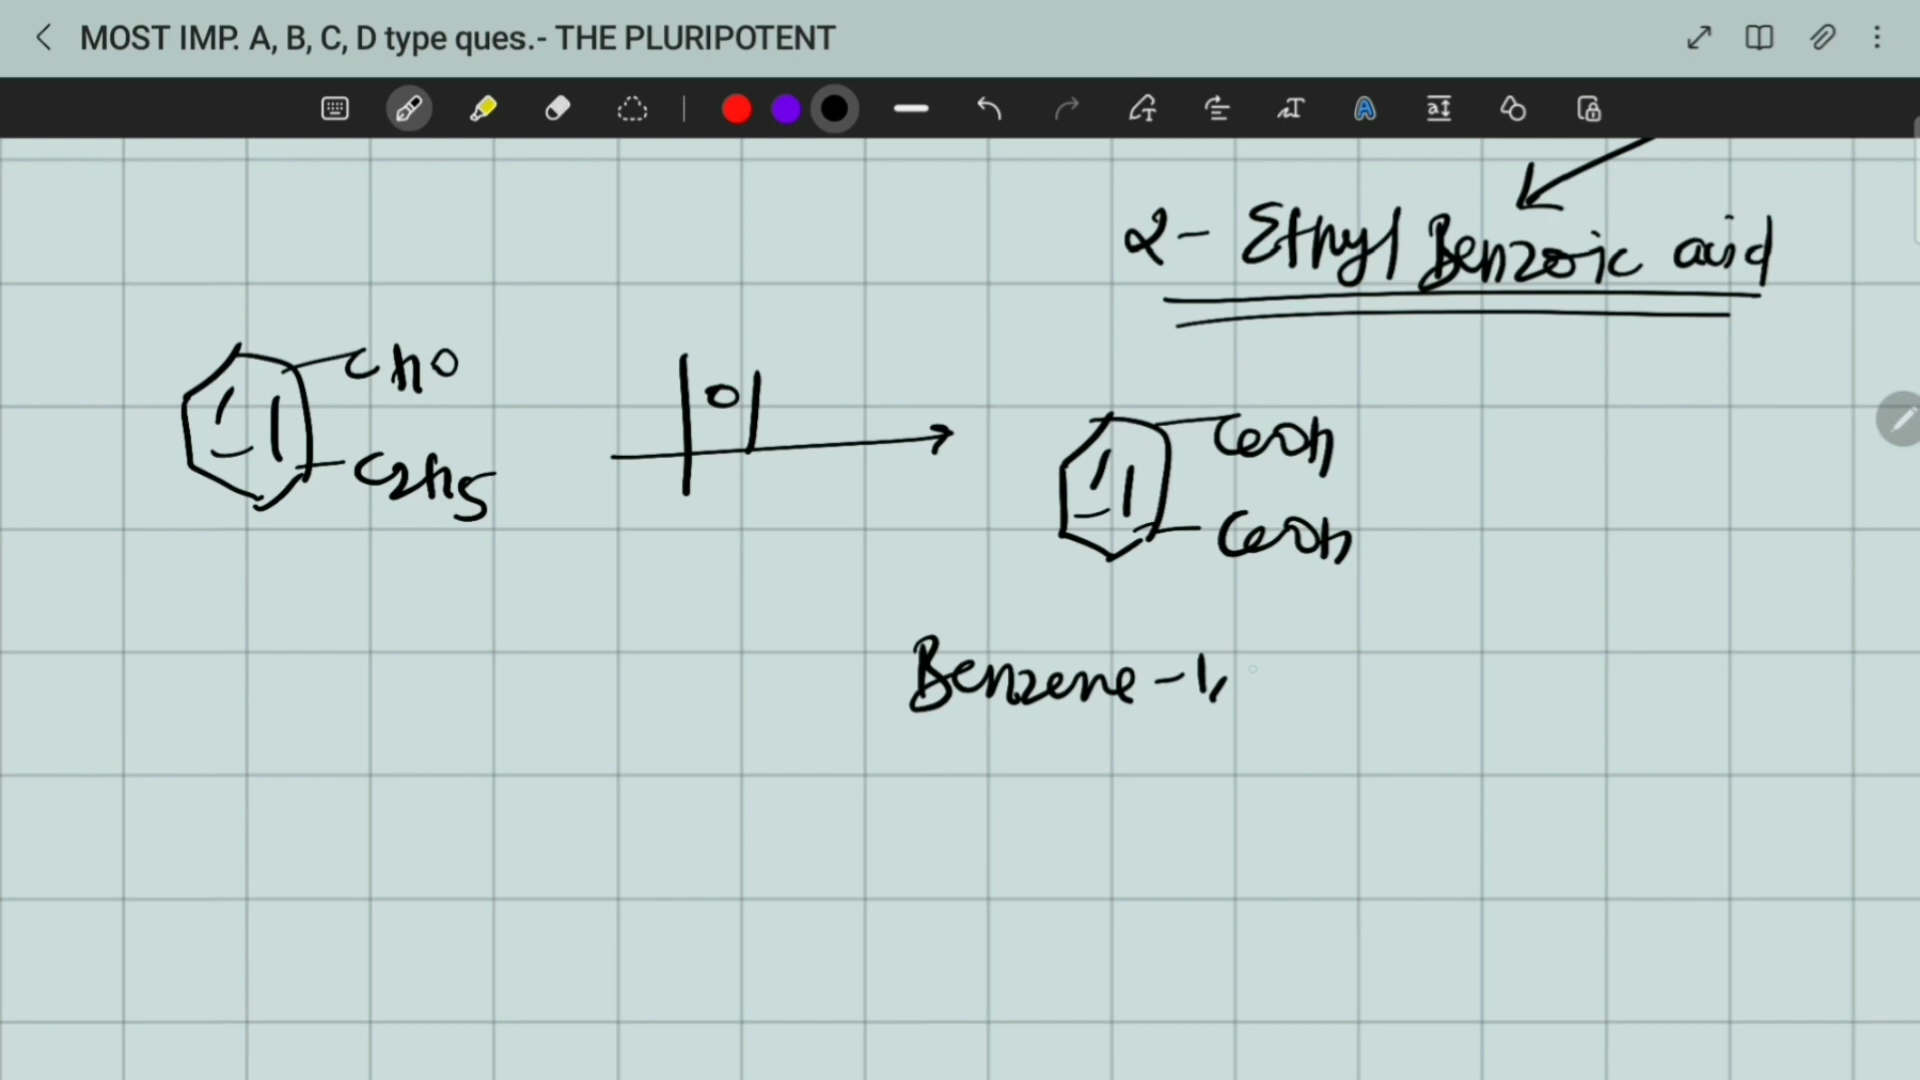 MOST IMP. A, B, C, D type ques.- THE PLURIPOTENT
2- Ethyl Benzoic acid
CHO
C2H5
|O|
COOH
COOH
Benzene-1,